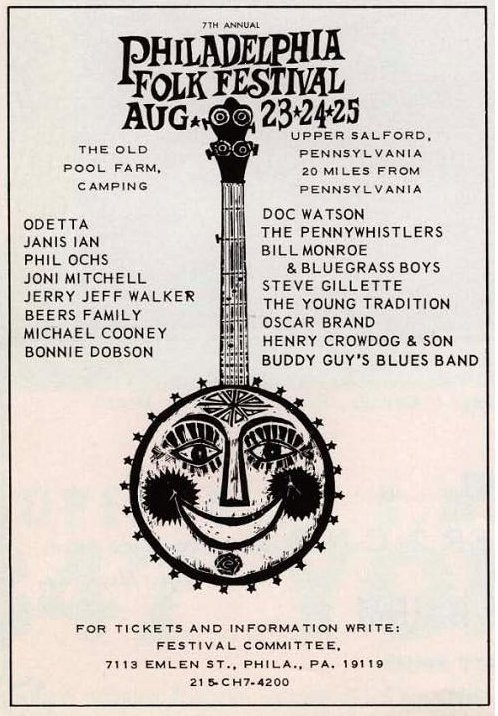 7TH ANNUAL
PHILADELPHIA
FOLK FESTIVAL
AUG★23★24★25
THE OLD
POOL FARM,
CAMPING
UPPER SALFORD,
PENNSYLVANIA
20 MILES FROM
PENNSYLVANIA
ODETTA
JANIS IAN
PHIL OCHS
JONI MITCHELL
JERRY JEFF WALKER
BEERS FAMILY
MICHAEL COONEY
BONNIE DOBSON
DOC WATSON
THE PENNYWHISTLERS
BILL MONROE
& BLUEGRASS BOYS
STEVE GILLETTE
THE YOUNG TRADITION
OSCAR BRAND
HENRY CROWDOG & SON
BUDDY GUY'S BLUES BAND
FOR TICKETS AND INFORMATION WRITE:
FESTIVAL COMMITTEE,
7113 EMLEN ST., PHILA., PA. 19119
215-CH7-4200